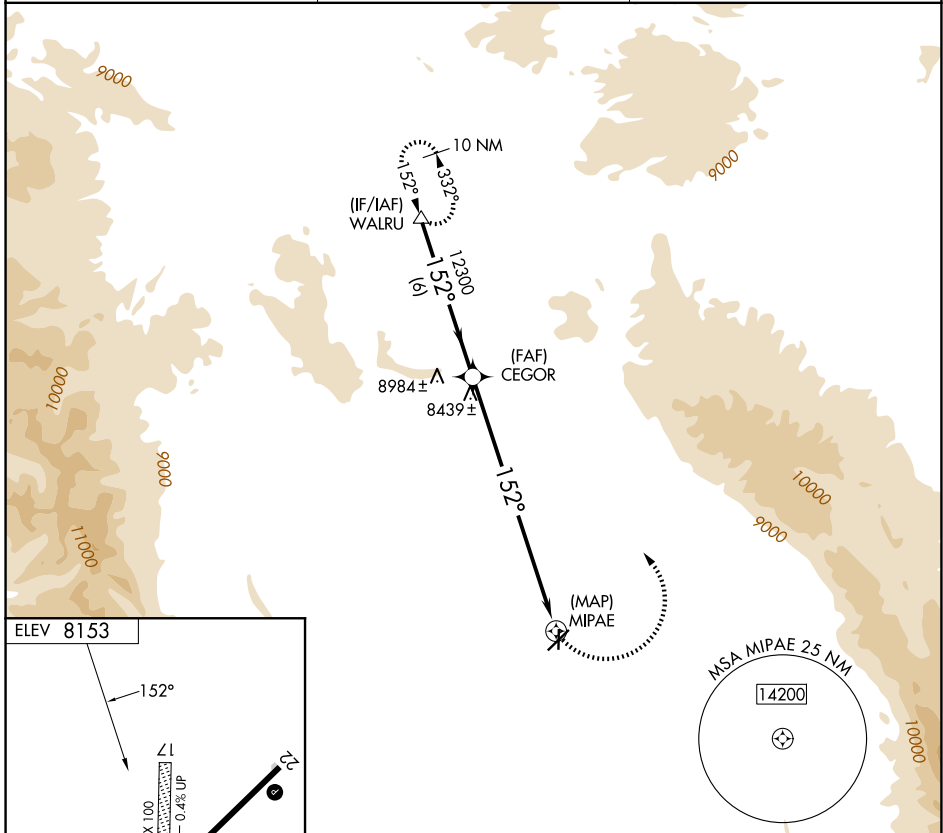 9000
10 NM
152°
332°
9000
(IF/IAF)
WALRU
12300
152°
(6)
(FAF)
CEGOR
8984±
8439±
10000
9000
11000
152°
10000
9000
(MAP)
MIPAE
ELEV 8153
152°
MSA MIPAE 25 NM
14200
10000
17
22
X 100
0.4% UP
P